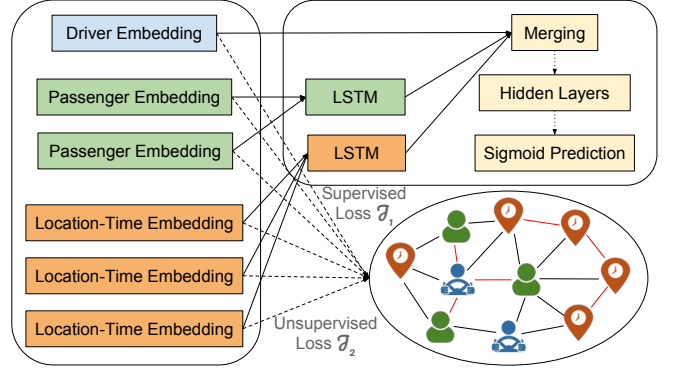 Driver Embedding
Passenger Embedding
Passenger Embedding
Location-Time Embedding
Location-Time Embedding
Location-Time Embedding
LSTM
LSTM
Merging
Hidden Layers
Sigmoid Prediction
Supervised
Loss 𝒥₁
Unsupervised
Loss 𝒥₂